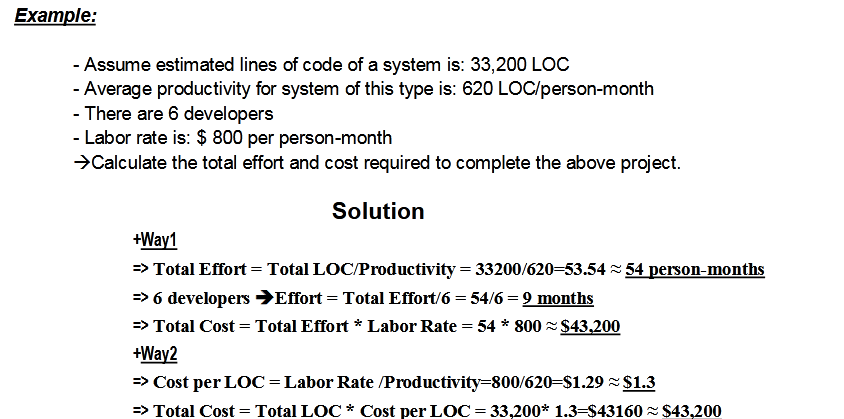 Example:
- Assume estimated lines of code of a system is: 33,200 LOC
- Average productivity for system of this type is: 620 LOC/person-month
- There are 6 developers
- Labor rate is: $ 800 per person-month
→Calculate the total effort and cost required to complete the above project.
Solution
+Way1
=> Total Effort = Total LOC/Productivity = 33200/620=53.54 ≈ 54 person-months
=> 6 developers ➔Effort = Total Effort/6 = 54/6 = 9 months
=> Total Cost = Total Effort * Labor Rate = 54 * 800 ≈ $43,200
+Way2
=> Cost per LOC = Labor Rate /Productivity=800/620=$1.29 ≈ $1.3
=> Total Cost = Total LOC * Cost per LOC = 33,200* 1.3=$43160 ≈ $43,200